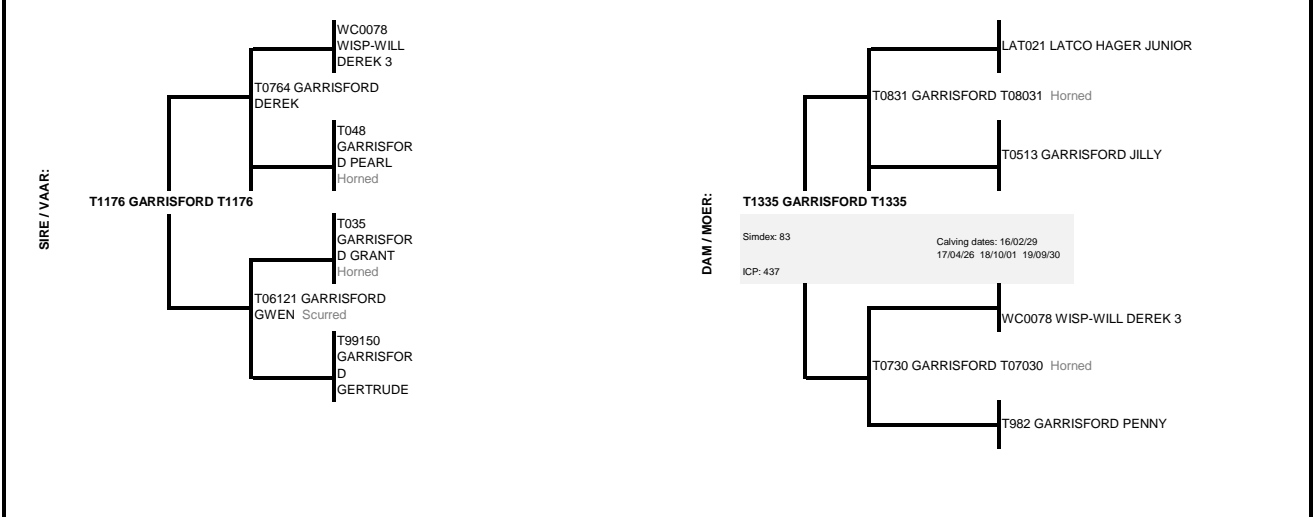 SIRE / VAAR:
WC0078
WISP-WILL
DEREK 3
T0764 GARRISFORD
DEREK
T048
GARRISFOR
D PEARL
Horned
T1176 GARRISFORD T1176
T035
GARRISFOR
D GRANT
Horned
T06121 GARRISFORD
GWEN Scurred
T99150
GARRISFOR
D
GERTRUDE
DAM / MOER:
LAT021 LATCO HAGER JUNIOR
T0831 GARRISFORD T08031 Horned
T0513 GARRISFORD JILLY
T1335 GARRISFORD T1335
Simdex: 83
Calving dates: 16/02/29
17/04/26 18/10/01 19/09/30
ICP: 437
WC0078 WISP-WILL DEREK 3
T0730 GARRISFORD T07030 Horned
T982 GARRISFORD PENNY